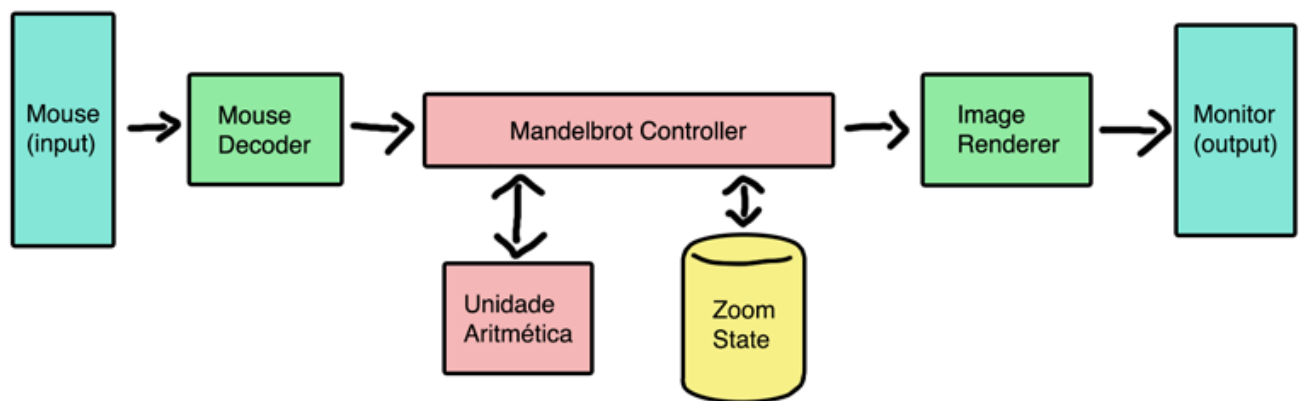 Mouse
(input)
Mouse
Decoder
Mandelbrot Controller
Image
Renderer
Monitor
(output)
Unidade
Aritmética
Zoom
State